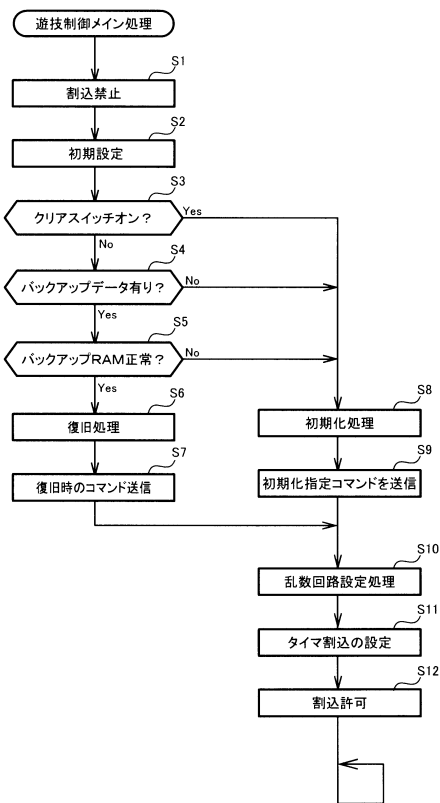 遊技制御メイン処理
S1
割込禁止
S2
初期設定
S3
クリアスイッチオン？
Yes
No
S4
バックアップデータ有り？
No
Yes
S5
バックアップRAM正常？
No
Yes
S6
復旧処理
S7
復旧時のコマンド送信
S8
初期化処理
S9
初期化指定コマンドを送信
S10
乱数回路設定処理
S11
タイマ割込の設定
S12
割込許可